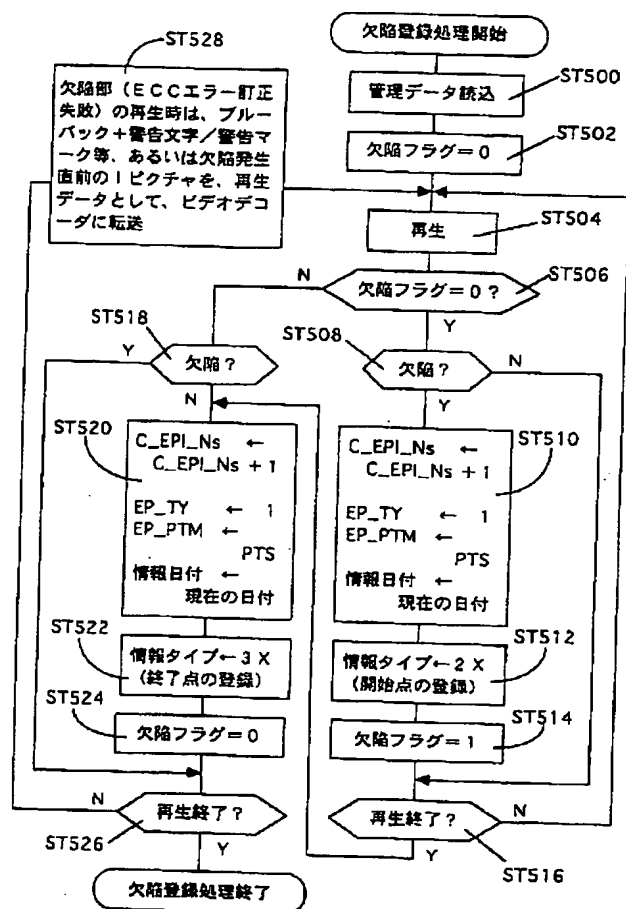 欠陥登録処理開始
ST500
管理データ読込
ST502
欠陥フラグ=0
ST528
欠陥部（ECCエラー訂正
失敗）の再生時は、ブルー
バック+警告文字／警告マ
ーク等、あるいは欠陥発生
直前のIピクチャを、再生
データとして、ビデオデコ
ーダに転送
ST504
再生
ST506
欠陥フラグ=0？
N
Y
ST518
欠陥？
Y
N
ST508
欠陥？
N
Y
ST520
C_EPI_Ns ←
C_EPI_Ns + 1
EP_TY ← 1
EP_PTM ←
PTS
情報日付 ←
現在の日付
ST510
C_EPI_Ns ←
C_EPI_Ns + 1
EP_TY ← 1
EP_PTM ←
PTS
情報日付 ←
現在の日付
ST522
情報タイプ←3X
(終了点の登録)
ST512
情報タイプ←2X
(開始点の登録)
ST524
欠陥フラグ=0
ST514
欠陥フラグ=1
N
再生終了？
ST526
Y
再生終了？
N
Y
ST516
欠陥登録処理終了